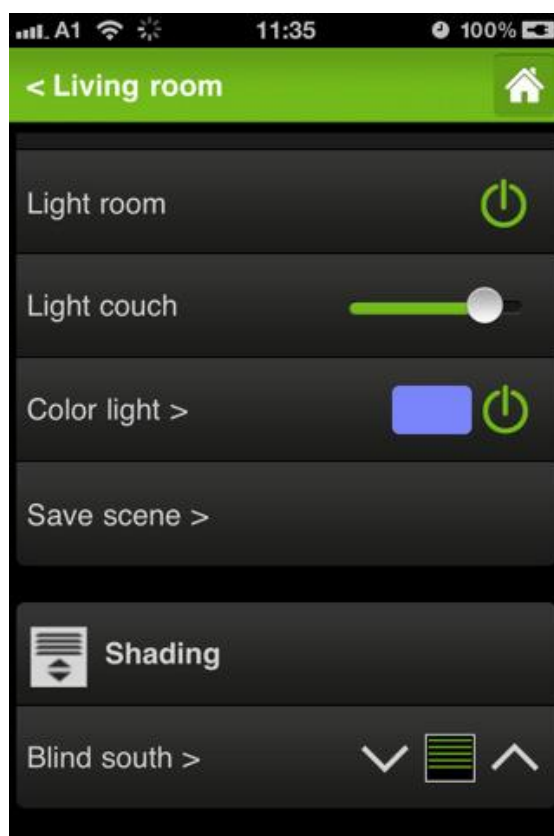 A1 11:35 100%
< Living room
Light room
Light couch
Color light >
Save scene >
Shading
Blind south >